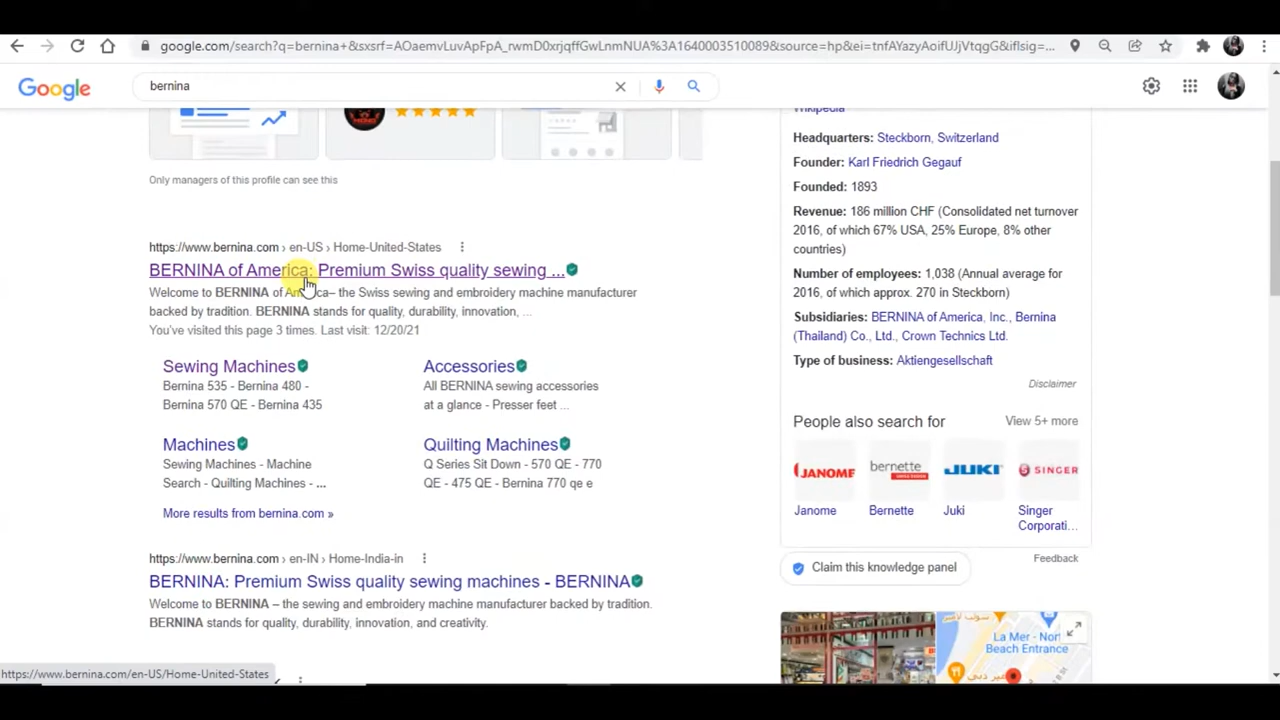 google.com/search?q=bernina+&sxsrf=AOaemvLuvApFpA_rwmD0xrjqffGwLnmNUA%3A1640003510089&source=hp&ei=tnfAYazyAoifUJjVtqgG&iflsig=...
Google
bernina
Only managers of this profile can see this
https://www.bernina.com › en-US › Home-United-States
BERNINA of America: Premium Swiss quality sewing ...
Welcome to BERNINA of America– the Swiss sewing and embroidery machine manufacturer
backed by tradition. BERNINA stands for quality, durability, innovation, ...
You've visited this page 3 times. Last visit: 12/20/21
Sewing Machines
Bernina 535 - Bernina 480 -
Bernina 570 QE - Bernina 435
Accessories
All BERNINA sewing accessories
at a glance - Presser feet ...
Machines
Sewing Machines - Machine
Search - Quilting Machines - ...
Quilting Machines
Q Series Sit Down - 570 QE - 770
QE - 475 QE - Bernina 770 qe e
More results from bernina.com »
https://www.bernina.com › en-IN › Home-India-in
BERNINA: Premium Swiss quality sewing machines - BERNINA
Welcome to BERNINA – the sewing and embroidery machine manufacturer backed by tradition.
BERNINA stands for quality, durability, innovation, and creativity.
https://www.bernina.com/en-US/Home-United-States
Headquarters: Steckborn, Switzerland
Founder: Karl Friedrich Gegauf
Founded: 1893
Revenue: 186 million CHF (Consolidated net turnover
2016, of which 67% USA, 25% Europe, 8% other
countries)
Number of employees: 1,038 (Annual average for
2016, of which approx. 270 in Steckborn)
Subsidiaries: BERNINA of America, Inc., Bernina
(Thailand) Co., Ltd., Crown Technics Ltd.
Type of business: Aktiengesellschaft
Disclaimer
People also search for
View 5+ more
JANOME
bernette
JUKI
SINGER
Janome
Bernette
Juki
Singer
Corporati...
Feedback
Claim this knowledge panel
La Mer - Nort
Beach Entrance